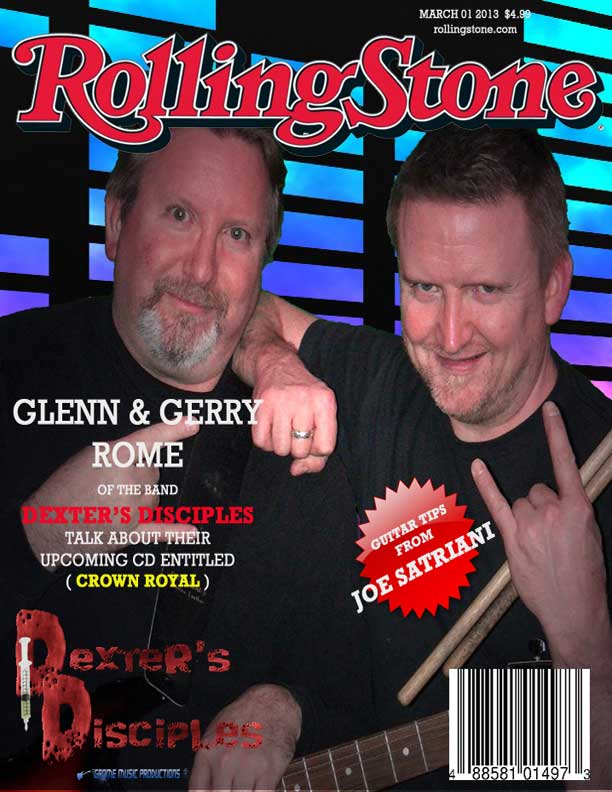 MARCH 01 2013 $4.99
rollingstone.com
RollingStone
GLENN & GERRY
ROME
OF THE BAND
DEXTER'S DISCIPLES
TALK ABOUT THEIR
UPCOMING CD ENTITLED
( CROWN ROYAL )
GUITAR TIPS
FROM
JOE SATRIANI
Dexter's
Disciples
GROME MUSIC PRODUCTIONS ®
4 88581 01497 3